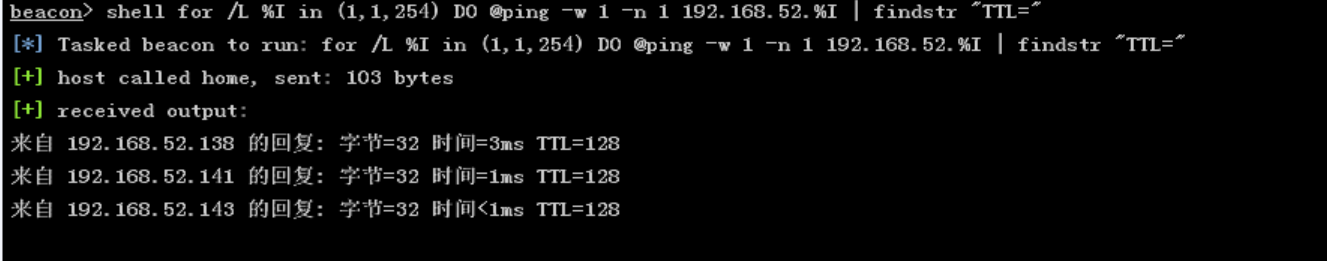 beacon> shell for /L %I in (1,1,254) DO @ping -w 1 -n 1 192.168.52.%I | findstr "TTL="
[*] Tasked beacon to run: for /L %I in (1,1,254) DO @ping -w 1 -n 1 192.168.52.%I | findstr "TTL="
[+] host called home, sent: 103 bytes
[+] received output:
来自 192.168.52.138 的回复: 字节=32 时间=3ms TTL=128
来自 192.168.52.141 的回复: 字节=32 时间=1ms TTL=128
来自 192.168.52.143 的回复: 字节=32 时间<1ms TTL=128